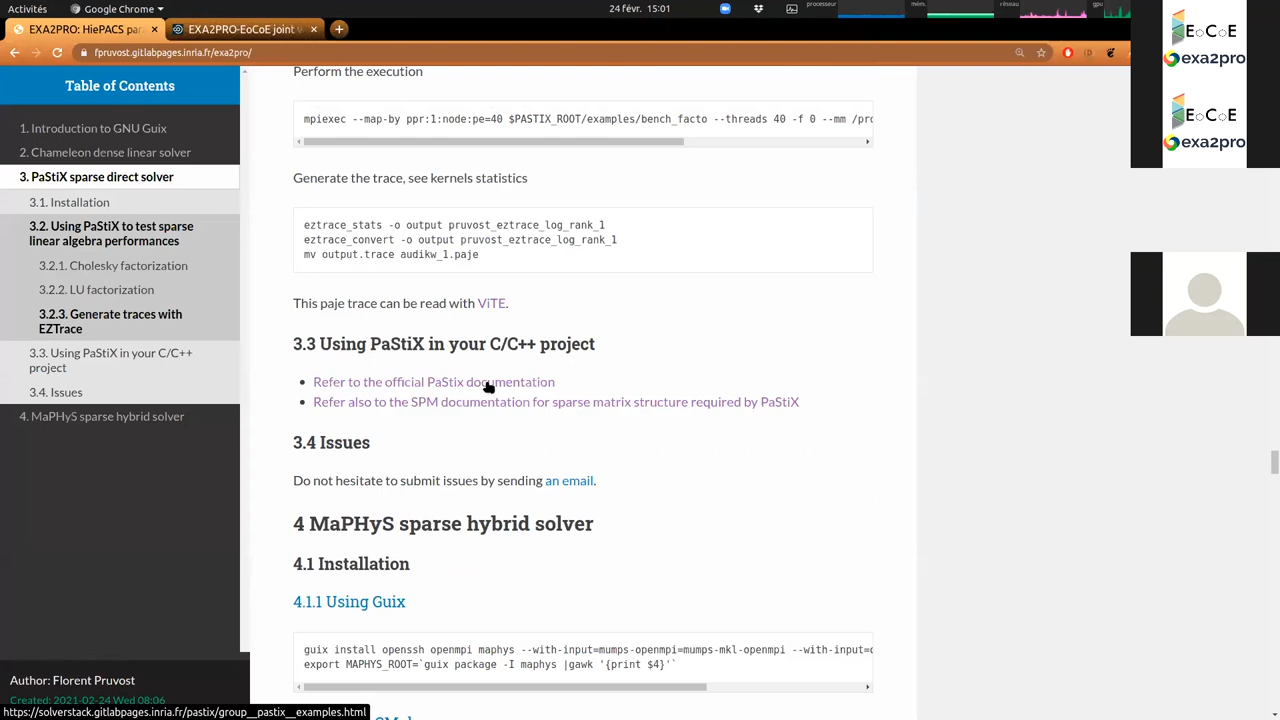 Activités
Google Chrome
24 févr. 15:01
processeur
mém.
réseau
gpu
EXA2PRO: HiePACS pa
EXA2PRO-EoCoE joint w
fpruvost.gitlabpages.inria.fr/exa2pro/
Table of Contents
1. Introduction to GNU Guix
2. Chameleon dense linear solver
3. PaStiX sparse direct solver
3.1. Installation
3.2. Using PaStiX to test sparse
linear algebra performances
3.2.1. Cholesky factorization
3.2.2. LU factorization
3.2.3. Generate traces with
EZTrace
3.3. Using PaStiX in your C/C++
project
3.4. Issues
4. MaPHyS sparse hybrid solver
Author: Florent Pruvost
Created: 2021-02-24 Wed 08:06
https://solverstack.gitlabpages.inria.fr/pastix/group__pastix__examples.html
Perform the execution
mpiexec --map-by ppr:1:node:pe=40 $PASTIX_ROOT/examples/bench_facto --threads 40 -f 0 --mm /pro
Generate the trace, see kernels statistics
eztrace_stats -o output pruvost_eztrace_log_rank_1
eztrace_convert -o output pruvost_eztrace_log_rank_1
mv output.trace audikw_1.paje
This paje trace can be read with ViTE.
3.3 Using PaStiX in your C/C++ project
• Refer to the official PaStix documentation
• Refer also to the SPM documentation for sparse matrix structure required by PaStiX
3.4 Issues
Do not hesitate to submit issues by sending an email.
4 MaPHyS sparse hybrid solver
4.1 Installation
4.1.1 Using Guix
guix install openssh openmpi maphys --with-input=mumps-openmpi=mumps-mkl-openmpi --with-input=
export MAPHYS_ROOT=`guix package -I maphys |gawk '{print $4}'`
EoCoE
exa2pro
EoCoE
exa2pro